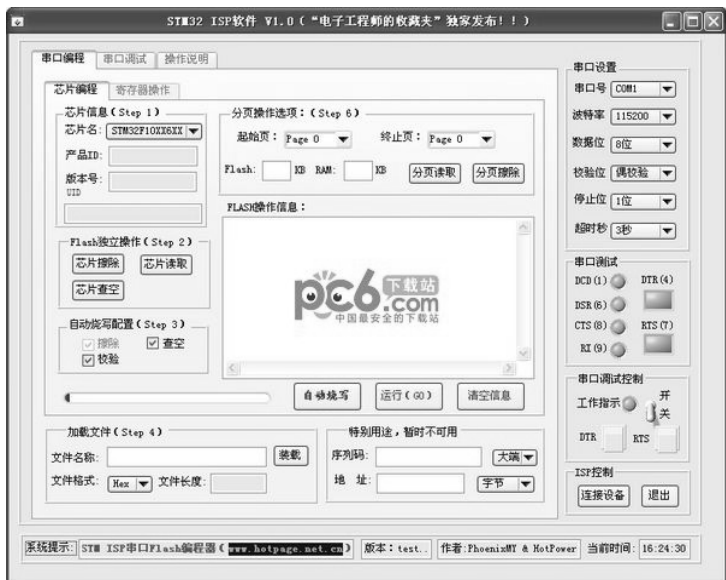 STM32 ISP软件 V1.0(“电子工程师的收藏夹”独家发布!!)
串口编程 串口调试 操作说明
芯片编程 寄存器操作
芯片信息(Step 1)
芯片名: STM32F10XX6XX
产品ID:
版本号:
UID
Flash独立操作(Step 2)
芯片擦除 芯片读取
芯片查空
自动烧写配置(Step 3)
擦除 查空
校验
分页操作选项:(Step 6)
起始页: Page 0 终止页: Page 0
Flash: KB RAM: KB 分页读取 分页擦除
FLASH操作信息:
pc6下载站
.com
中国最安全的下载站
自动烧写 运行(GO) 清空信息
加载文件(Step 4)
文件名称: 装载
文件格式: Hex 文件长度:
特别用途,暂时不可用
序列码: 大端
地 址: 字节
串口设置
串口号 COM1
波特率 115200
数据位 8位
校验位 偶校验
停止位 1位
超时秒 3秒
串口测试
DCD(1) DTR(4)
DSR(6)
CTS(8) RTS(7)
RI(9)
串口调试控制
工作指示 开
关
DTR RTS
ISP控制
连接设备 退出
系统提示: STM ISP串口Flash编程器(www.hotpage.net.cn) 版本:test.. 作者:PhoenixMY & HotPower 当前时间: 16:24:30